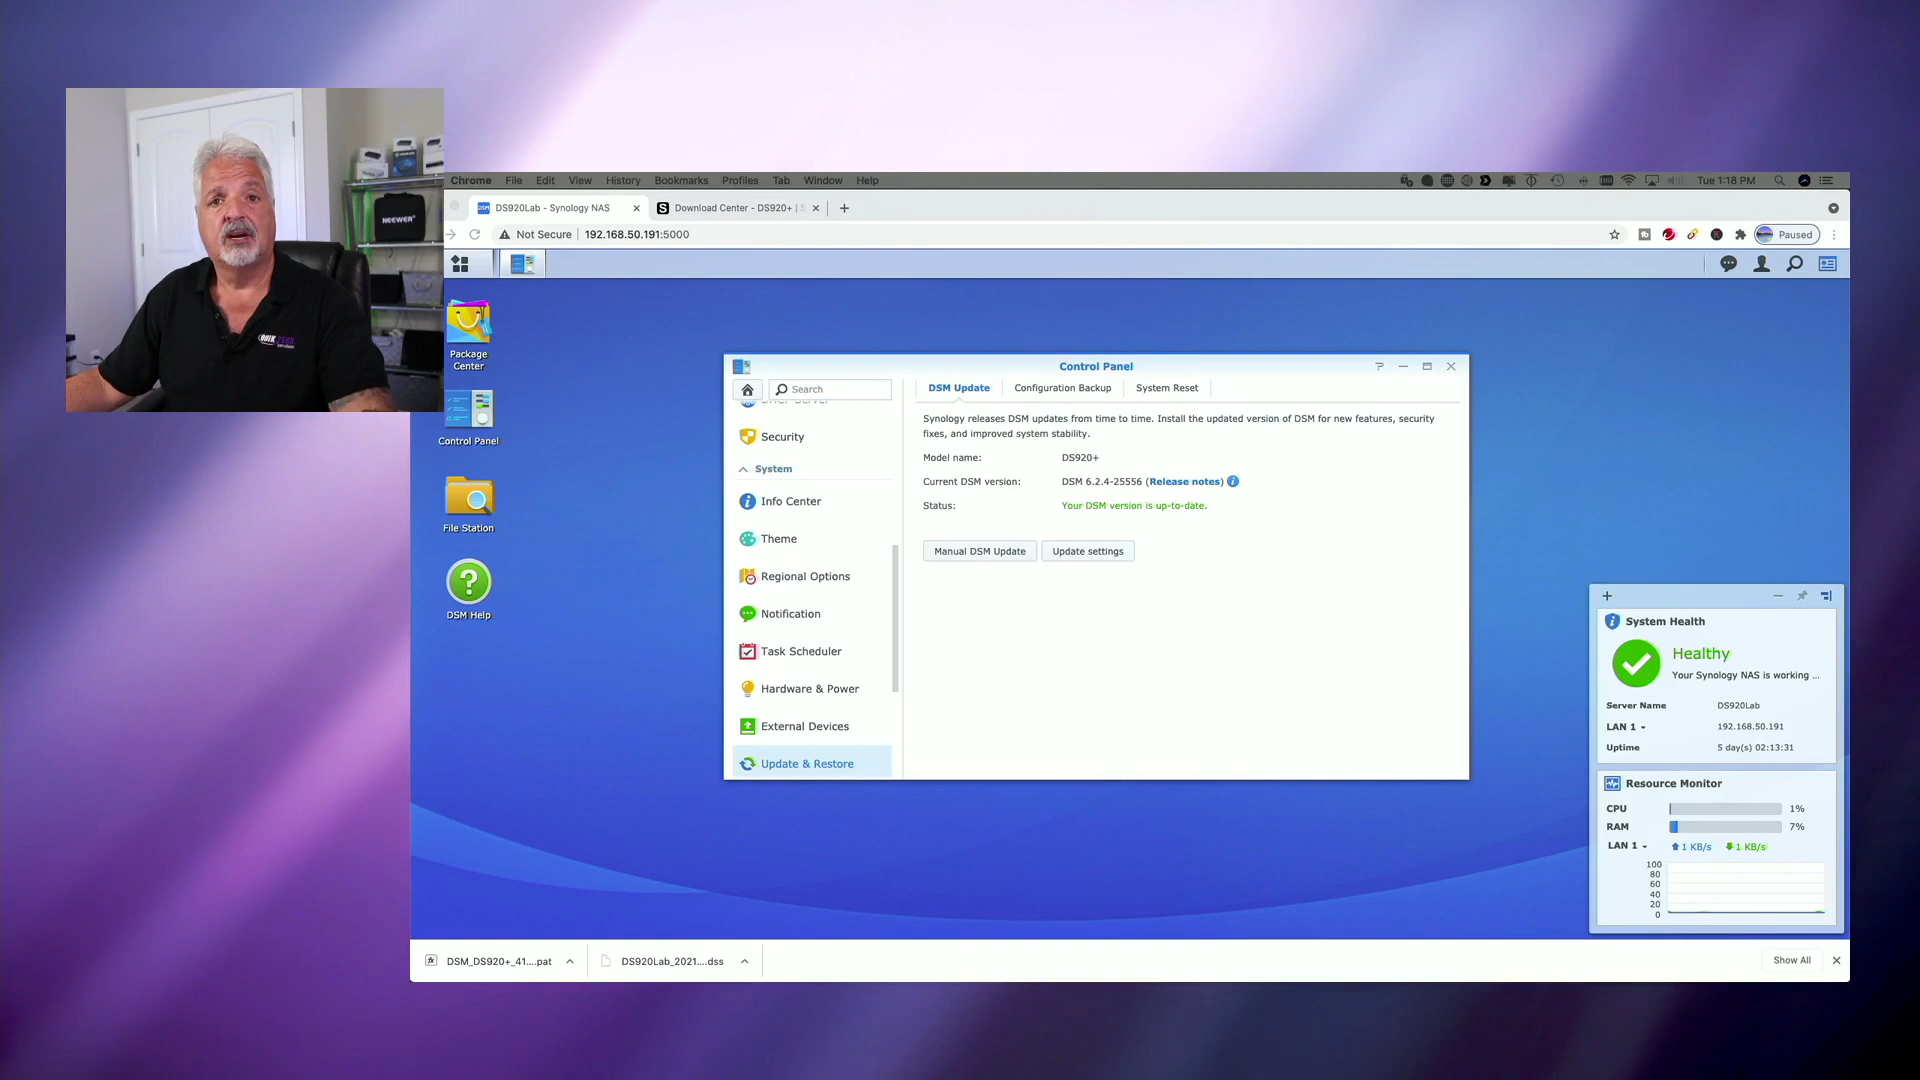 NEEWER
Chrome File Edit View History Bookmarks Profiles Tab Window Help
Tue 1:18 PM
DS920Lab - Synology NAS
Download Center - DS920+ | S
Not Secure 192.168.50.191:5000
Paused
Package
Center
Control Panel
File Station
DSM Help
Control Panel
Search
DHCP Server
Security
System
Info Center
Theme
Regional Options
Notification
Task Scheduler
Hardware & Power
External Devices
Update & Restore
DSM Update Configuration Backup System Reset
Synology releases DSM updates from time to time. Install the updated version of DSM for new features, security
fixes, and improved system stability.
Model name: DS920+
Current DSM version: DSM 6.2.4-25556 (Release notes)
Status: Your DSM version is up-to-date.
Manual DSM Update Update settings
System Health
Healthy
Your Synology NAS is working ...
Server Name DS920Lab
LAN 1 192.168.50.191
Uptime 5 day(s) 02:13:31
Resource Monitor
CPU 1%
RAM 7%
LAN 1 1 KB/s 1 KB/s
100
80
60
40
20
0
DSM_DS920+_41....pat
DS920Lab_2021....dss
Show All